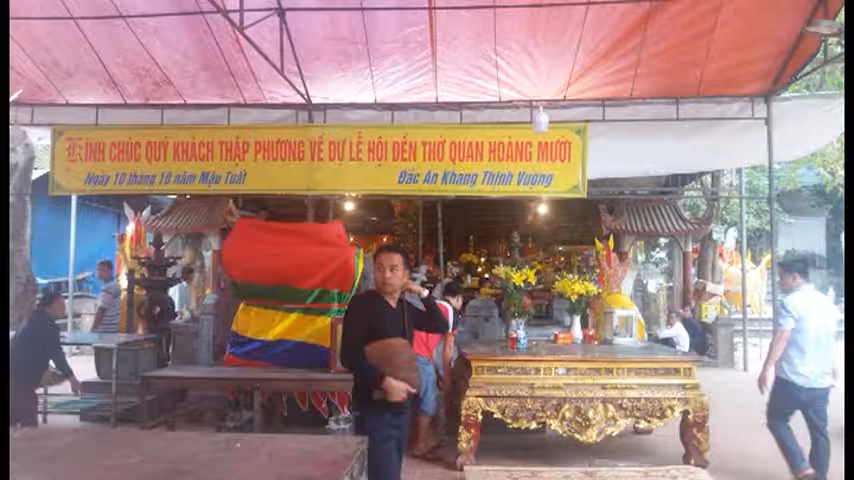 KÍNH CHÚC QUÝ KHÁCH THẬP PHƯƠNG VỀ DỰ LỄ HỘI ĐỀN THỜ QUAN HOÀNG MƯỜI
Ngày 10 tháng 10 năm Mậu Tuất
Đắc An Khang Thịnh Vượng